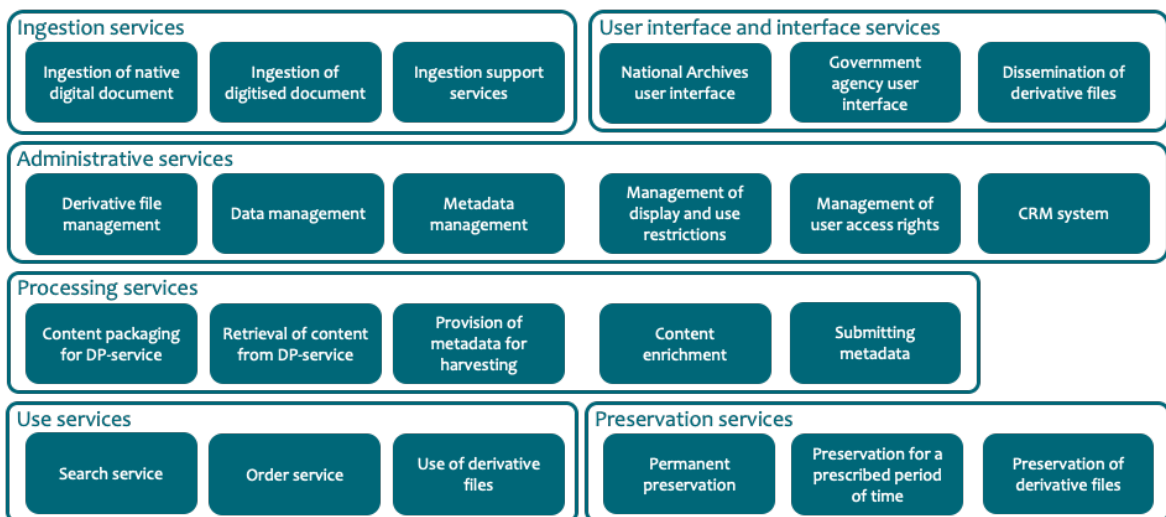 Ingestion services
Ingestion of native
digital document
Ingestion of
digitised document
Ingestion support
services
User interface and interface services
National Archives
user interface
Government
agency user
interface
Dissemination of
derivative files
Administrative services
Derivative file
management
Data management
Metadata
management
Management of
display and use
restrictions
Management of
user access rights
CRM system
Processing services
Content packaging
for DP-service
Retrieval of content
from DP-service
Provision of
metadata for
harvesting
Content
enrichment
Submitting
metadata
Use services
Search service
Order service
Use of derivative
files
Preservation services
Permanent
preservation
Preservation for a
prescribed period
of time
Preservation of
derivative files